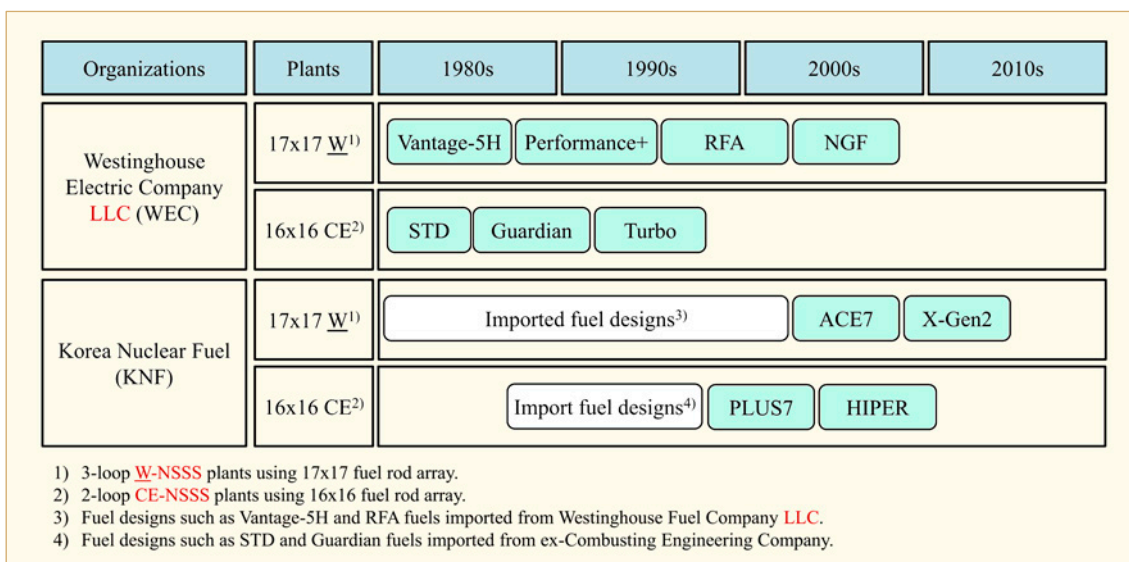 Organizations Plants 1980s 1990s 2000s 2010s
Westinghouse
Electric Company
LLC (WEC)
17x17 W1)
Vantage-5H Performance+ RFA NGF
16x16 CE2)
STD Guardian Turbo
Korea Nuclear Fuel
(KNF)
17x17 W1)
Imported fuel designs3) ACE7 X-Gen2
16x16 CE2)
Import fuel designs4) PLUS7 HIPER
1) 3-loop W-NSSS plants using 17x17 fuel rod array.
2) 2-loop CE-NSSS plants using 16x16 fuel rod array.
3) Fuel designs such as Vantage-5H and RFA fuels imported from Westinghouse Fuel Company LLC.
4) Fuel designs such as STD and Guardian fuels imported from ex-Combusting Engineering Company.